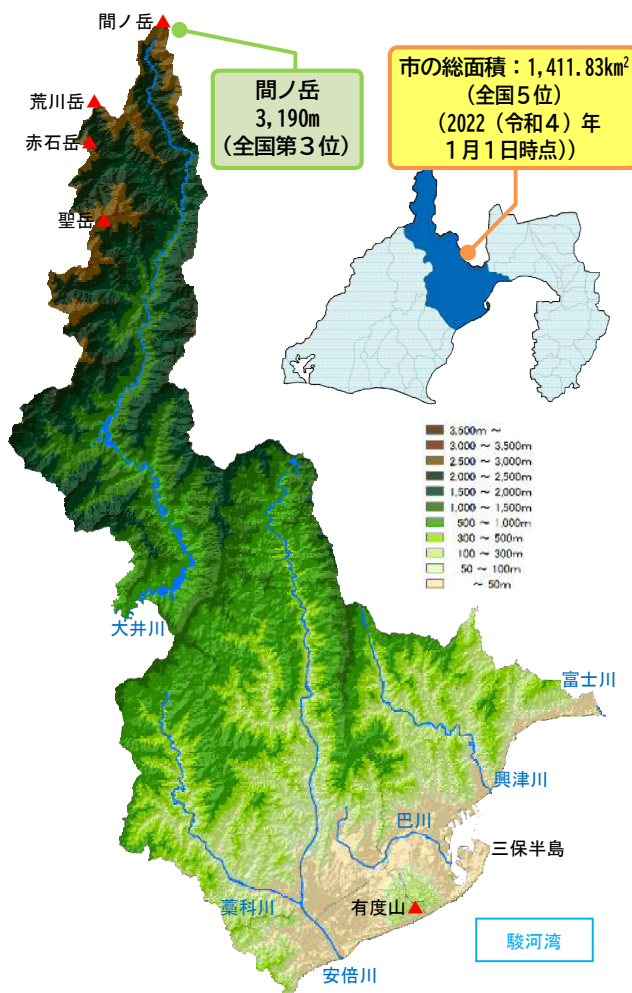 間ノ岳
荒川岳
赤石岳
聖岳
間ノ岳
3,190m
(全国第3位)
市の総面積:1,411.83km²
(全国5位)
(2022(令和4)年
1月1日時点))
3,500m ~
3,000 ~ 3,500m
2,500 ~ 3,000m
2,000 ~ 2,500m
1,500 ~ 2,000m
1,000 ~ 1,500m
500 ~ 1,000m
300 ~ 500m
100 ~ 300m
50 ~ 100m
~ 50m
大井川
富士川
興津川
巴川
三保半島
藁科川
有度山
安倍川
駿河湾